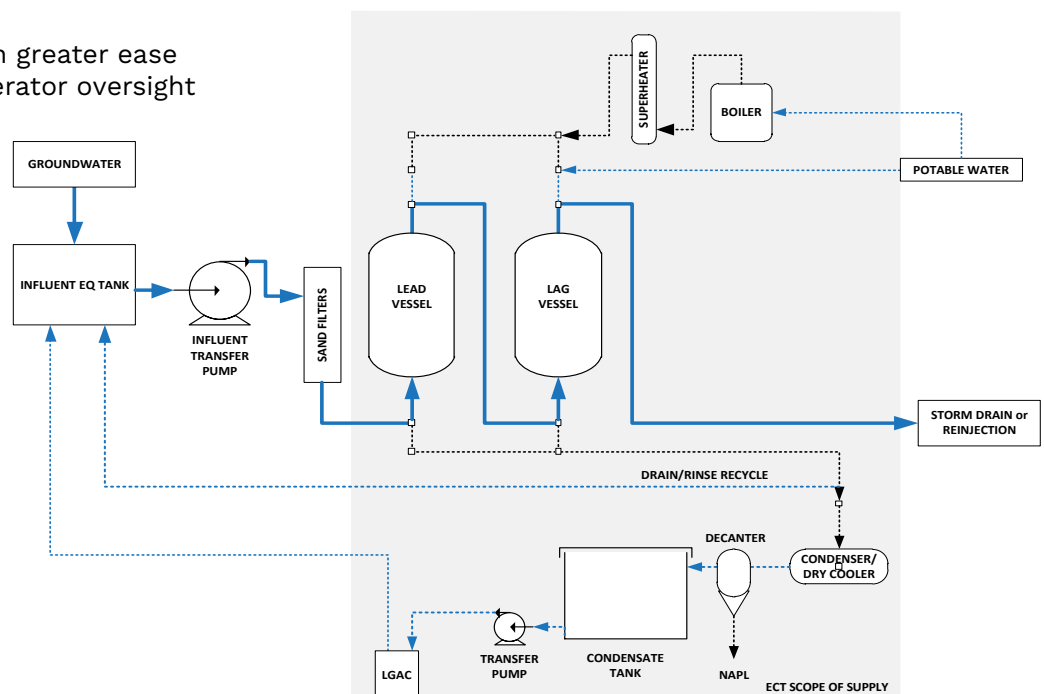 n greater ease
erator oversight
SUPERHEATER
BOILER
GROUNDWATER
POTABLE WATER
INFLUENT EQ TANK
LEAD
VESSEL
LAG
VESSEL
SAND FILTERS
INFLUENT
TRANSFER
PUMP
STORM DRAIN or
REINJECTION
DRAIN/RINSE RECYCLE
DECANTER
CONDENSER/
DRY COOLER
TRANSFER
PUMP
CONDENSATE
TANK
NAPL
LGAC
ECT SCOPE OF SUPPLY